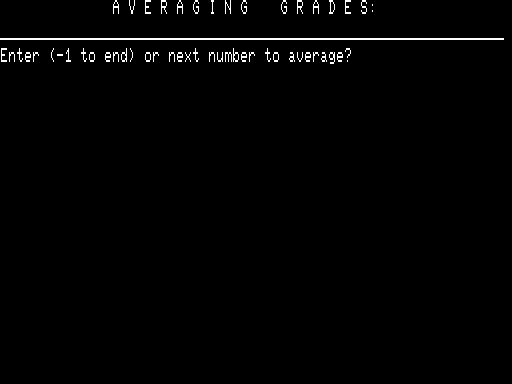 A V E R A G I N G   G R A D E S:
Enter (-1 to end) or next number to average?